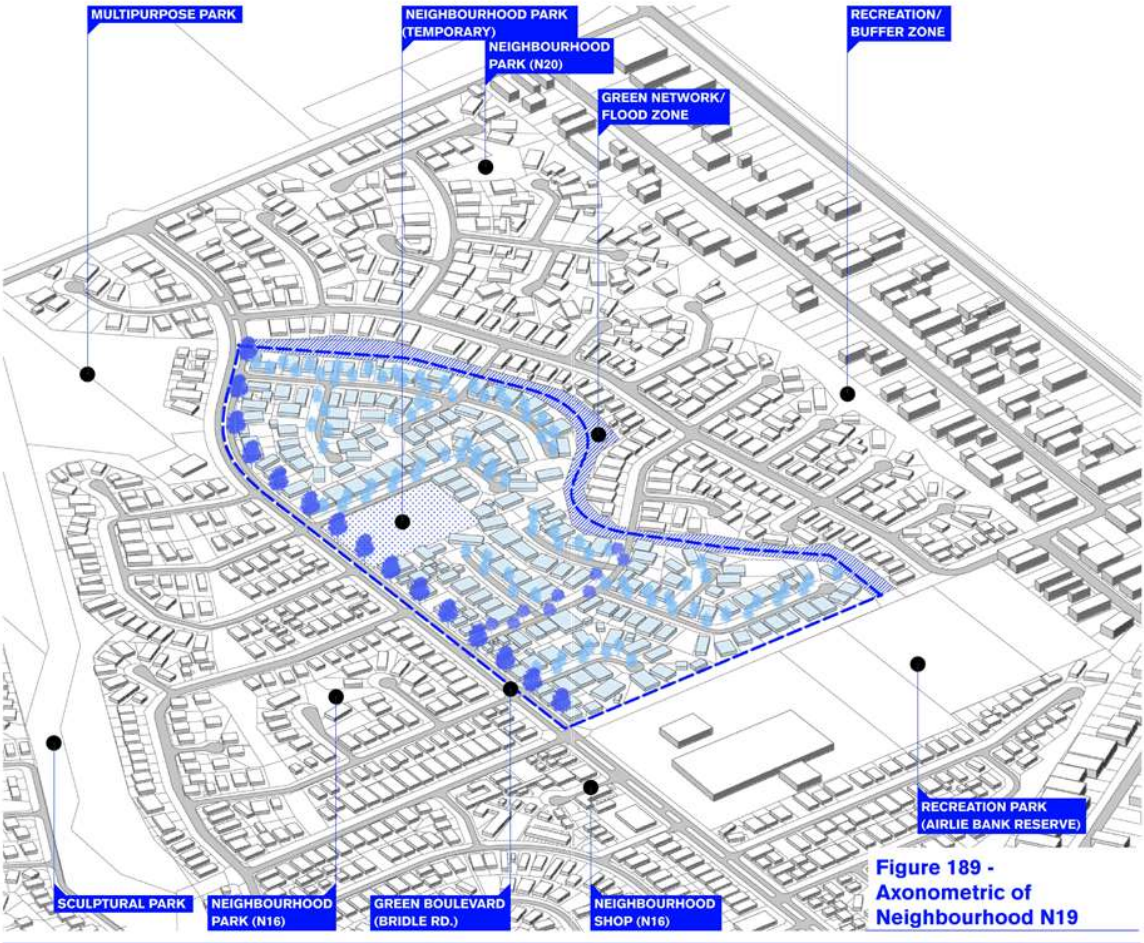 MULTIPURPOSE PARK
NEIGHBOURHOOD PARK
(TEMPORARY)
NEIGHBOURHOOD
PARK (N20)
GREEN NETWORK/
FLOOD ZONE
RECREATION/
BUFFER ZONE
SCULPTURAL PARK
NEIGHBOURHOOD
PARK (N16)
GREEN BOULEVARD
(BRIDLE RD.)
NEIGHBOURHOOD
SHOP (N16)
RECREATION PARK
(AIRLIE BANK RESERVE)
Figure 189 -
Axonometric of
Neighbourhood N19